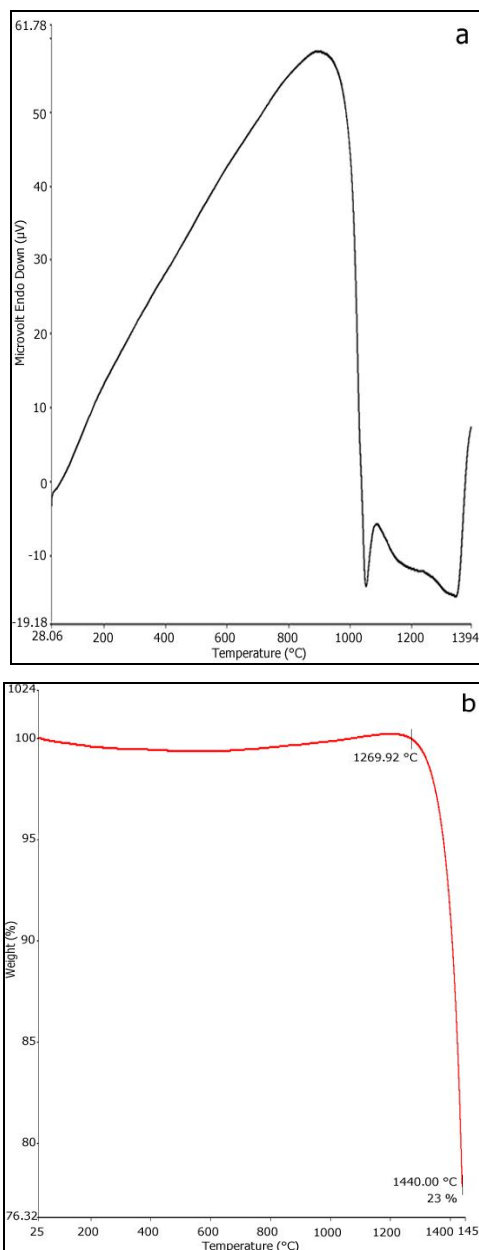 61.78
a
50
40
30
20
10
0
-10
-19.18
Microvolt Endo Down (µV)
28.06 200 400 600 800 1000 1200 1394
Temperature (°C)
1024
b
100
1269.92 °C
95
90
85
80
Weight (%)
1440.00 °C
23 %
76.32
25 200 400 600 800 1000 1200 1400 145
Temperature (°C)